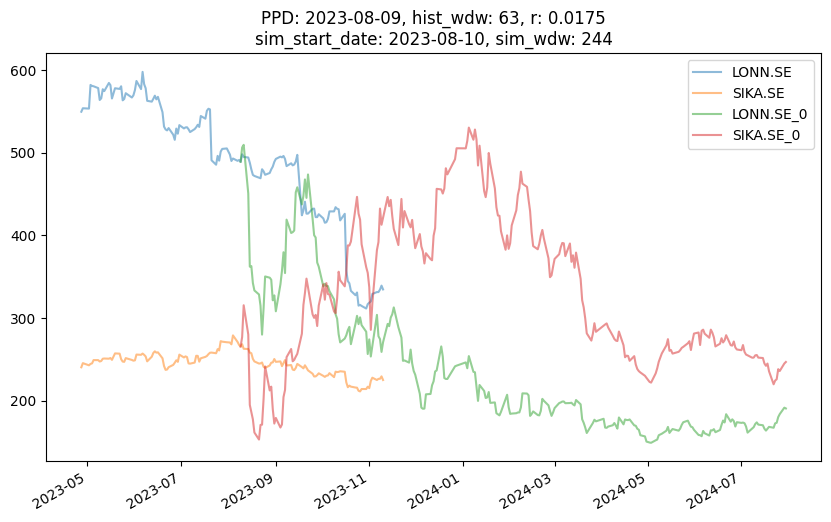 PPD: 2023-08-09, hist_wdw: 63, r: 0.0175
sim_start_date: 2023-08-10, sim_wdw: 244
LONN.SE
SIKA.SE
LONN.SE_0
SIKA.SE_0
600
500
400
300
200
2023-05
2023-07
2023-09
2023-11
2024-01
2024-03
2024-05
2024-07